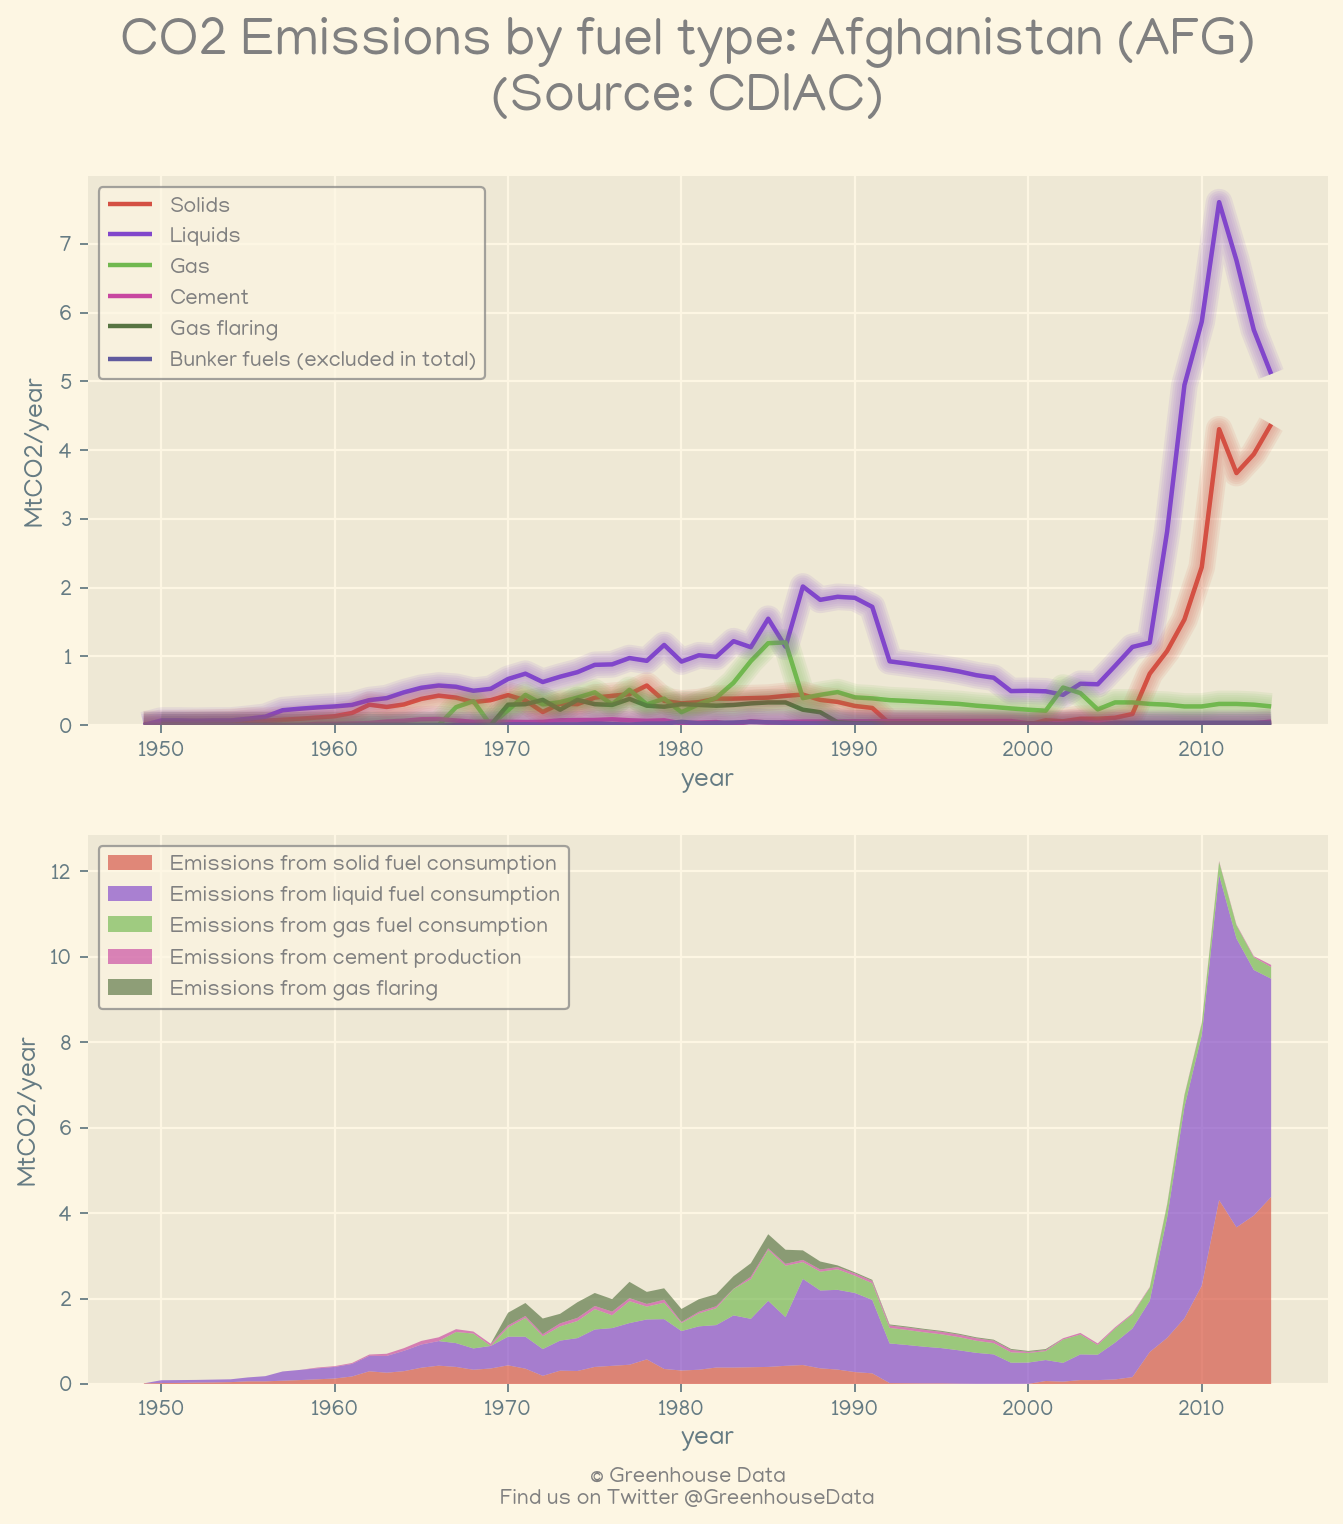 CO2 Emissions by fuel type: Afghanistan (AFG)
(Source: CDIAC)
Solids
Liquids
Gas
Cement
Gas flaring
Bunker fuels (excluded in total)
MtCO2/year
7
6
5
4
3
2
1
0
1950 1960 1970 1980 1990 2000 2010
year
Emissions from solid fuel consumption
Emissions from liquid fuel consumption
Emissions from gas fuel consumption
Emissions from cement production
Emissions from gas flaring
MtCO2/year
12
10
8
6
4
2
0
1950 1960 1970 1980 1990 2000 2010
year
© Greenhouse Data
Find us on Twitter @GreenhouseData